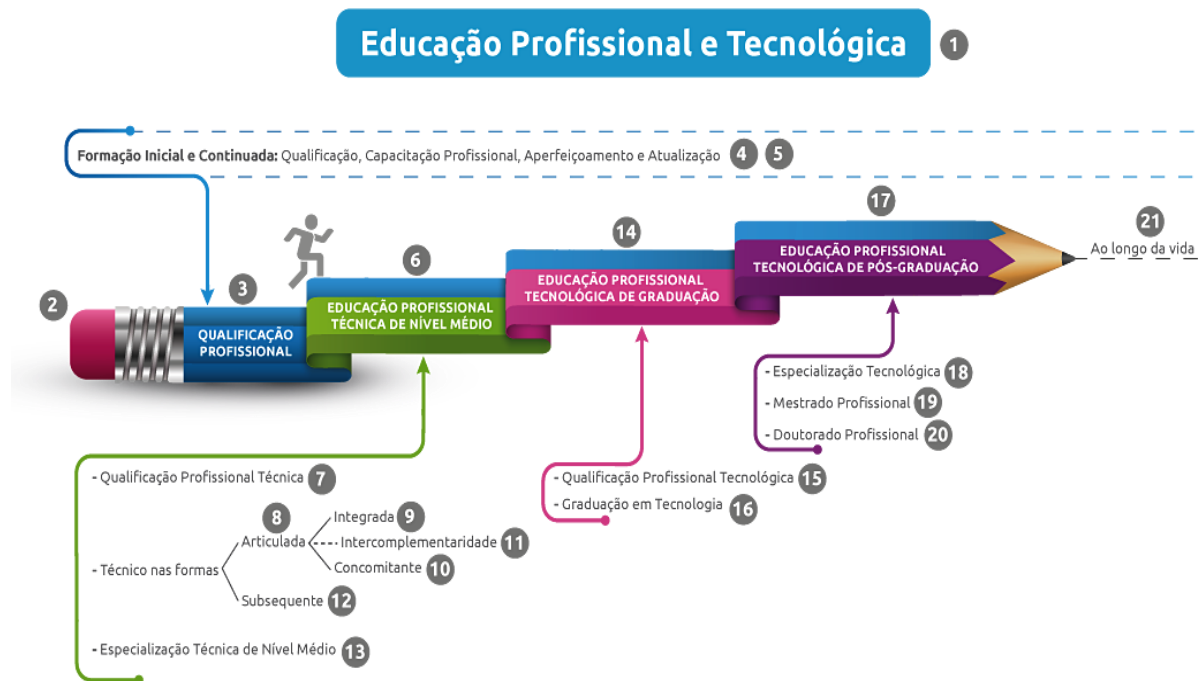 Educação Profissional e Tecnológica 1
Formação Inicial e Continuada: Qualificação, Capacitação Profissional, Aperfeiçoamento e Atualização 4 5
17
21
Ao longo da vida
14
EDUCAÇÃO PROFISSIONAL
TECNOLÓGICA DE PÓS-GRADUAÇÃO
6
EDUCAÇÃO PROFISSIONAL
TECNOLÓGICA DE GRADUAÇÃO
2
3
EDUCAÇÃO PROFISSIONAL
TÉCNICA DE NÍVEL MÉDIO
QUALIFICAÇÃO
PROFISSIONAL
- Especialização Tecnológica 18
- Mestrado Profissional 19
- Doutorado Profissional 20
- Qualificação Profissional Técnica 7
- Qualificação Profissional Tecnológica 15
- Graduação em Tecnologia 16
8
Integrada 9
Articulada
Intercomplementaridade 11
Concomitante 10
- Técnico nas formas
Subsequente 12
- Especialização Técnica de Nível Médio 13